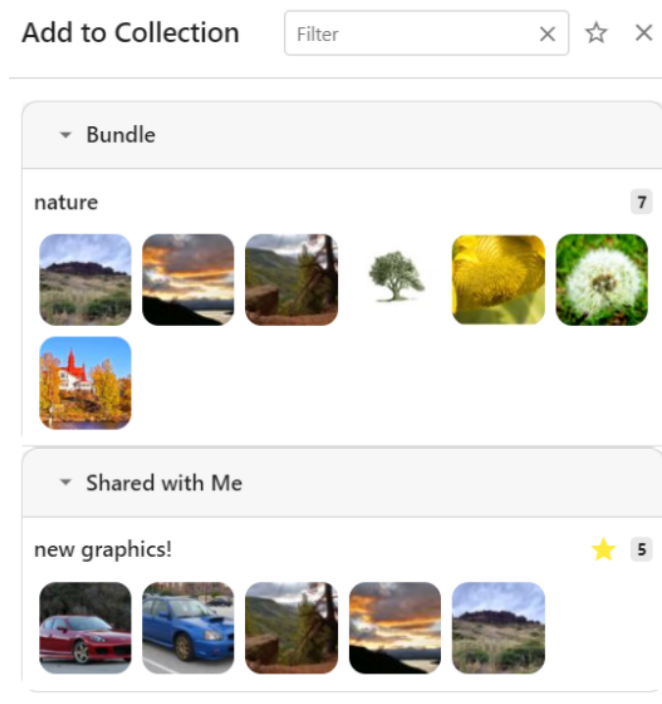 Add to Collection
Filter
Bundle
nature
7
Shared with Me
new graphics!
5